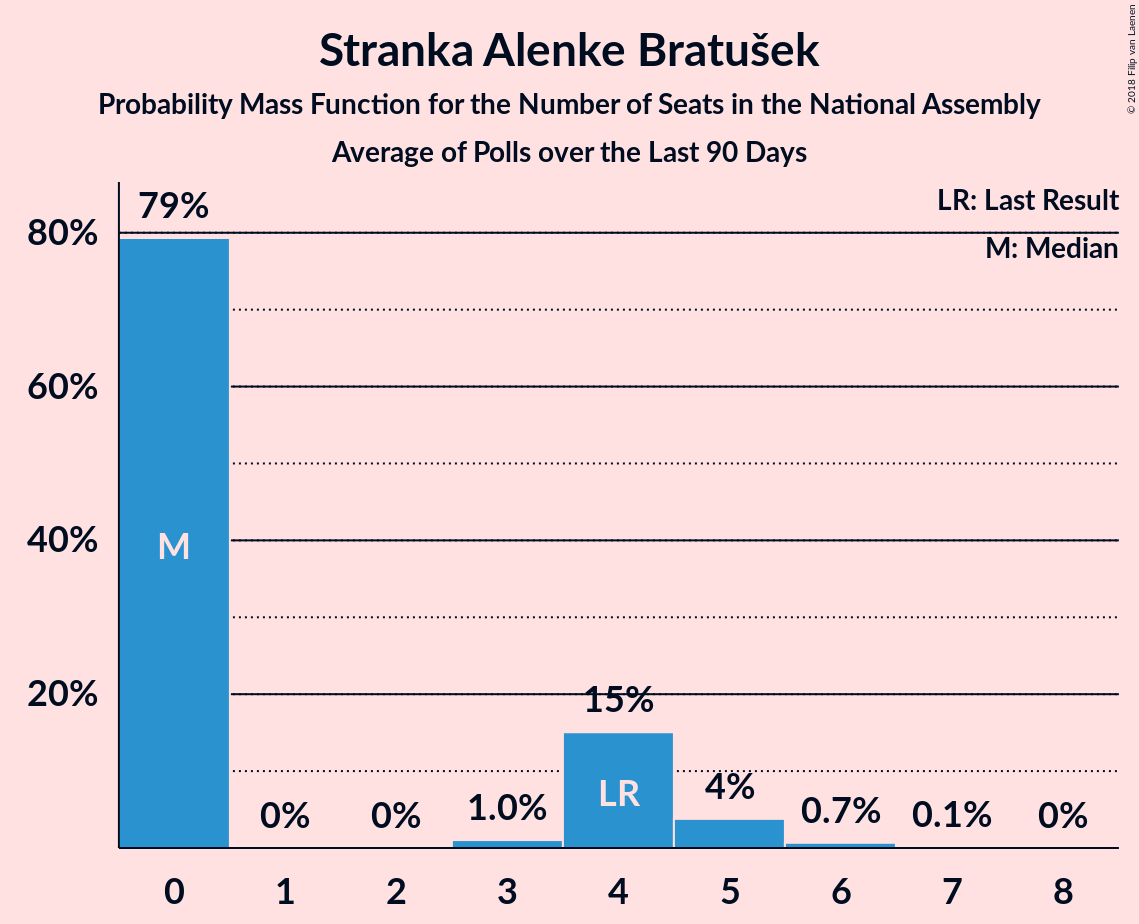 Stranka Alenke Bratušek
Probability Mass Function for the Number of Seats in the National Assembly
Average of Polls over the Last 90 Days
© 2018 Filip van Laenen
LR: Last Result
M: Median
80%
60%
40%
20%
79%
0%
0%
1.0%
15%
4%
0.7%
0.1%
0%
M
LR
0 1 2 3 4 5 6 7 8